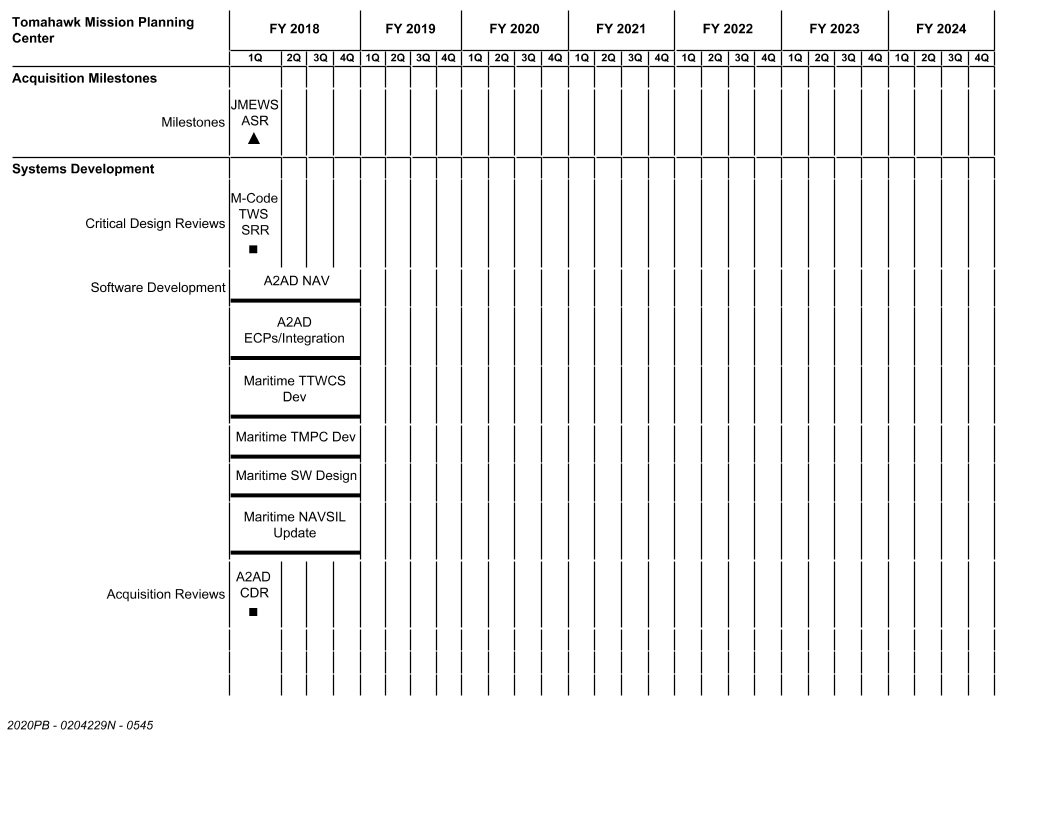 Tomahawk Mission Planning
Center
FY 2018 FY 2019 FY 2020 FY 2021 FY 2022 FY 2023 FY 2024
1Q 2Q 3Q 4Q 1Q 2Q 3Q 4Q 1Q 2Q 3Q 4Q 1Q 2Q 3Q 4Q 1Q 2Q 3Q 4Q 1Q 2Q 3Q 4Q 1Q 2Q 3Q 4Q
Acquisition Milestones
Milestones
JMEWS
ASR
Systems Development
Critical Design Reviews
M-Code
TWS
SRR
Software Development
A2AD NAV
A2AD
ECPs/Integration
Maritime TTWCS
Dev
Maritime TMPC Dev
Maritime SW Design
Maritime NAVSIL
Update
Acquisition Reviews
A2AD
CDR
2020PB - 0204229N - 0545